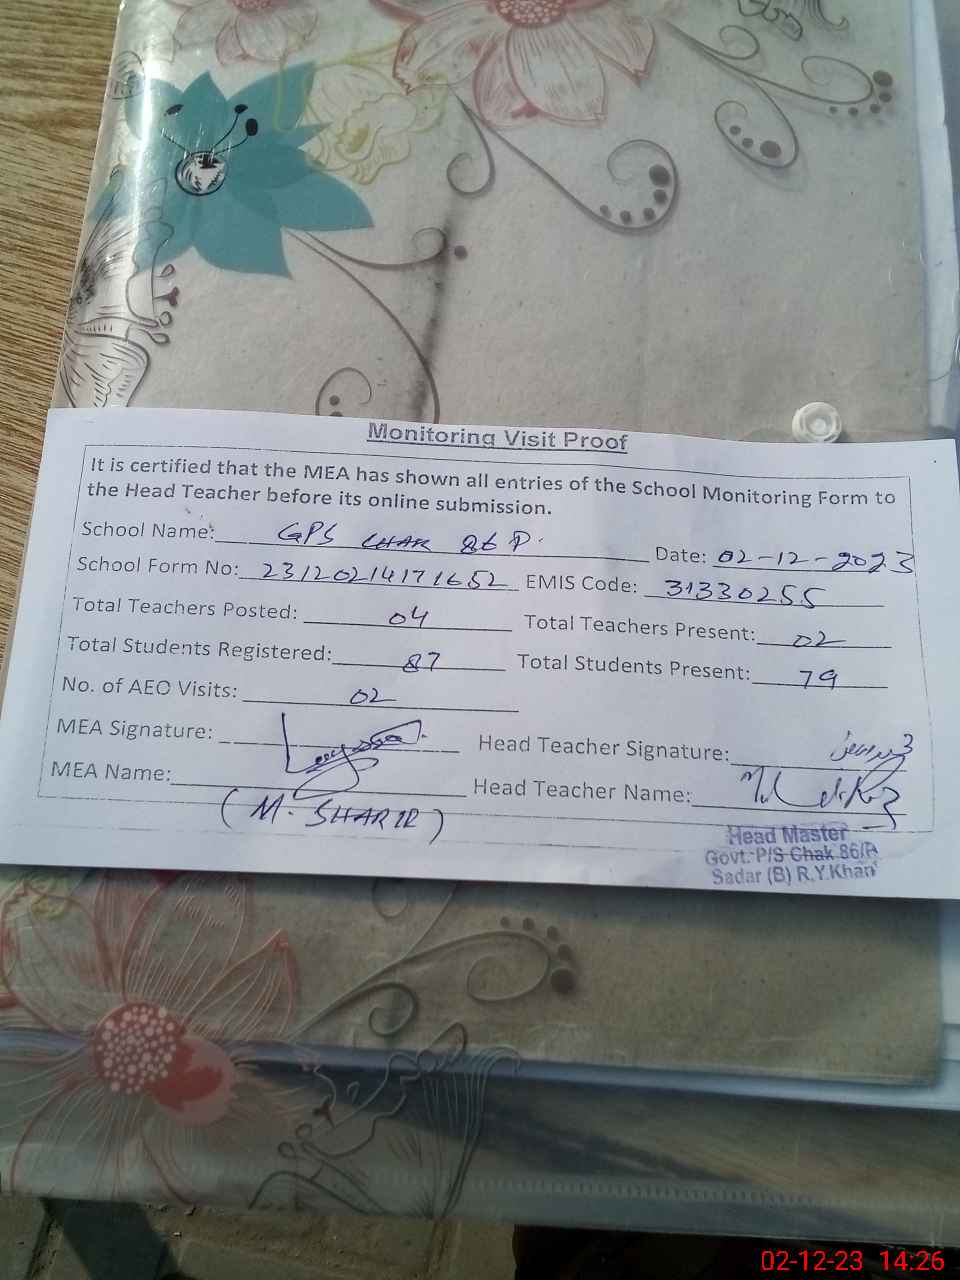 Monitoring Visit Proof
It is certified that the MEA has shown all entries of the School Monitoring Form to
the Head Teacher before its online submission.
School Name: GPS CHAK 86 P. Date: 02-12-2023
School Form No: 23120214171652 EMIS Code: 31330255
Total Teachers Posted: 04 Total Teachers Present: 02
Total Students Registered: 87 Total Students Present: 79
No. of AEO Visits: 02
MEA Signature: Head Teacher Signature:
MEA Name: Head Teacher Name:
(M.
Head Master
Govt. P/S Chak 86/P
Sadar (B) R.Y.Khan
02-12-23 14:26